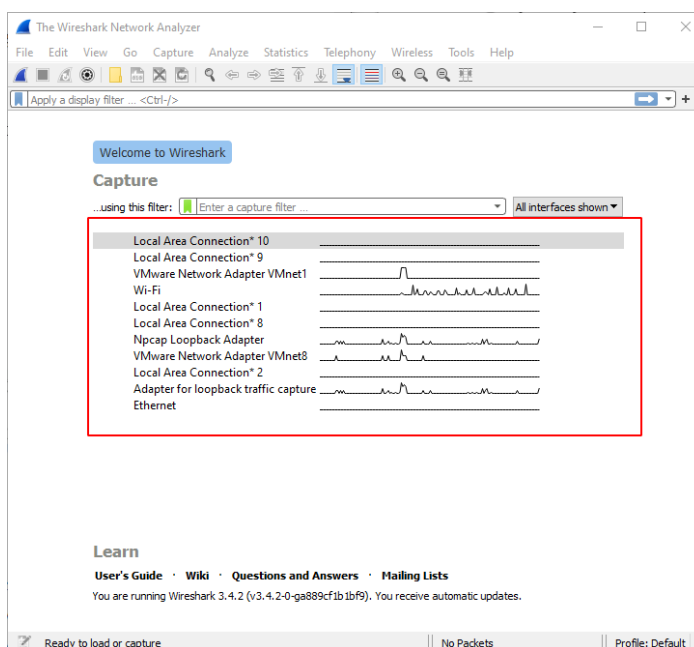 The Wireshark Network Analyzer
File Edit View Go Capture Analyze Statistics Telephony Wireless Tools Help
Apply a display filter ... <Ctrl-/>
Welcome to Wireshark
Capture
...using this filter: Enter a capture filter ... All interfaces shown
Local Area Connection* 10
Local Area Connection* 9
VMware Network Adapter VMnet1
Wi-Fi
Local Area Connection* 1
Local Area Connection* 8
Npcap Loopback Adapter
VMware Network Adapter VMnet8
Local Area Connection* 2
Adapter for loopback traffic capture
Ethernet
Learn
User's Guide · Wiki · Questions and Answers · Mailing Lists
You are running Wireshark 3.4.2 (v3.4.2-0-ga889cf1b1bf9). You receive automatic updates.
Ready to load or capture No Packets Profile: Default